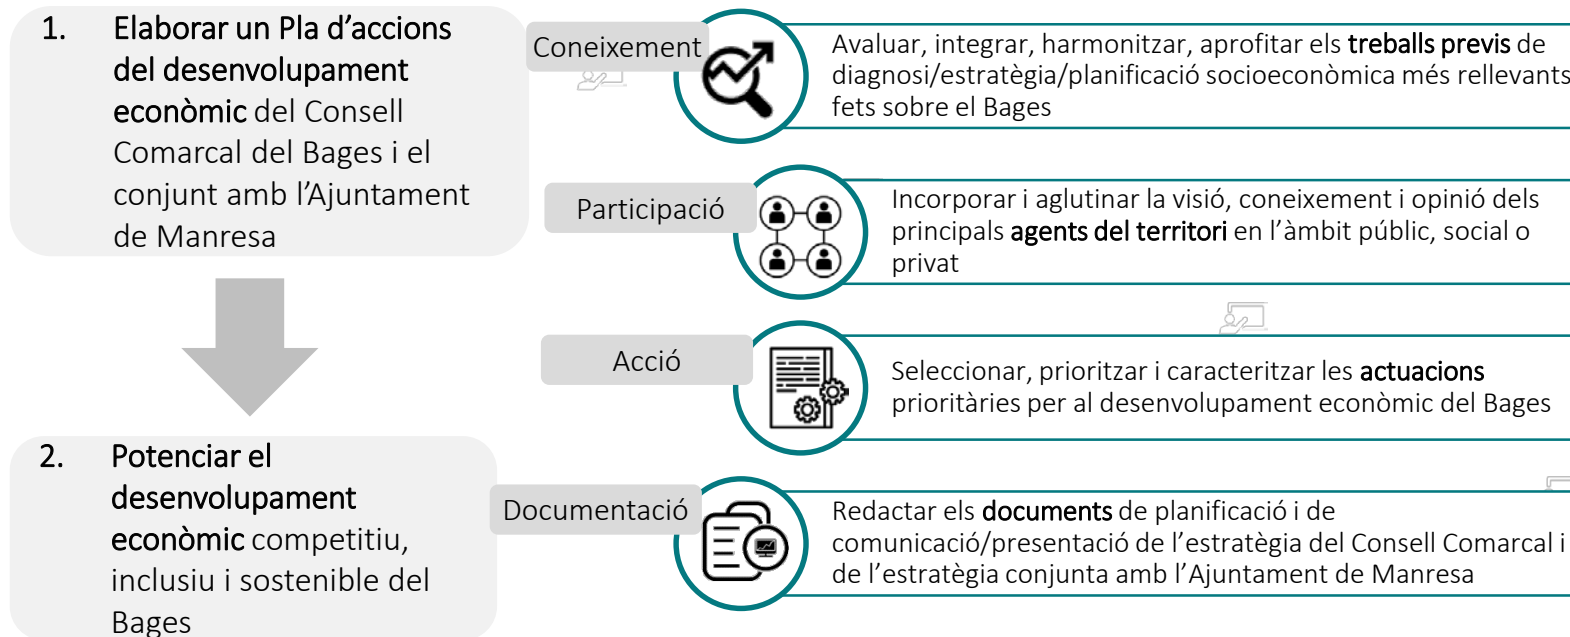 1. Elaborar un Pla d’accions
del desenvolupament
econòmic del Consell
Comarcal del Bages i el
conjunt amb l’Ajuntament
de Manresa
2. Potenciar el
desenvolupament
econòmic competitiu,
inclusiu i sostenible del
Bages
Coneixement
Avaluar, integrar, harmonitzar, aprofitar els treballs previs de
diagnosi/estratègia/planificació socioeconòmica més rellevants
fets sobre el Bages
Participació
Incorporar i aglutinar la visió, coneixement i opinió dels
principals agents del territori en l’àmbit públic, social o
privat
Acció
Seleccionar, prioritzar i caracteritzar les actuacions
prioritàries per al desenvolupament econòmic del Bages
Documentació
Redactar els documents de planificació i de
comunicació/presentació de l’estratègia del Consell Comarcal i
de l’estratègia conjunta amb l’Ajuntament de Manresa